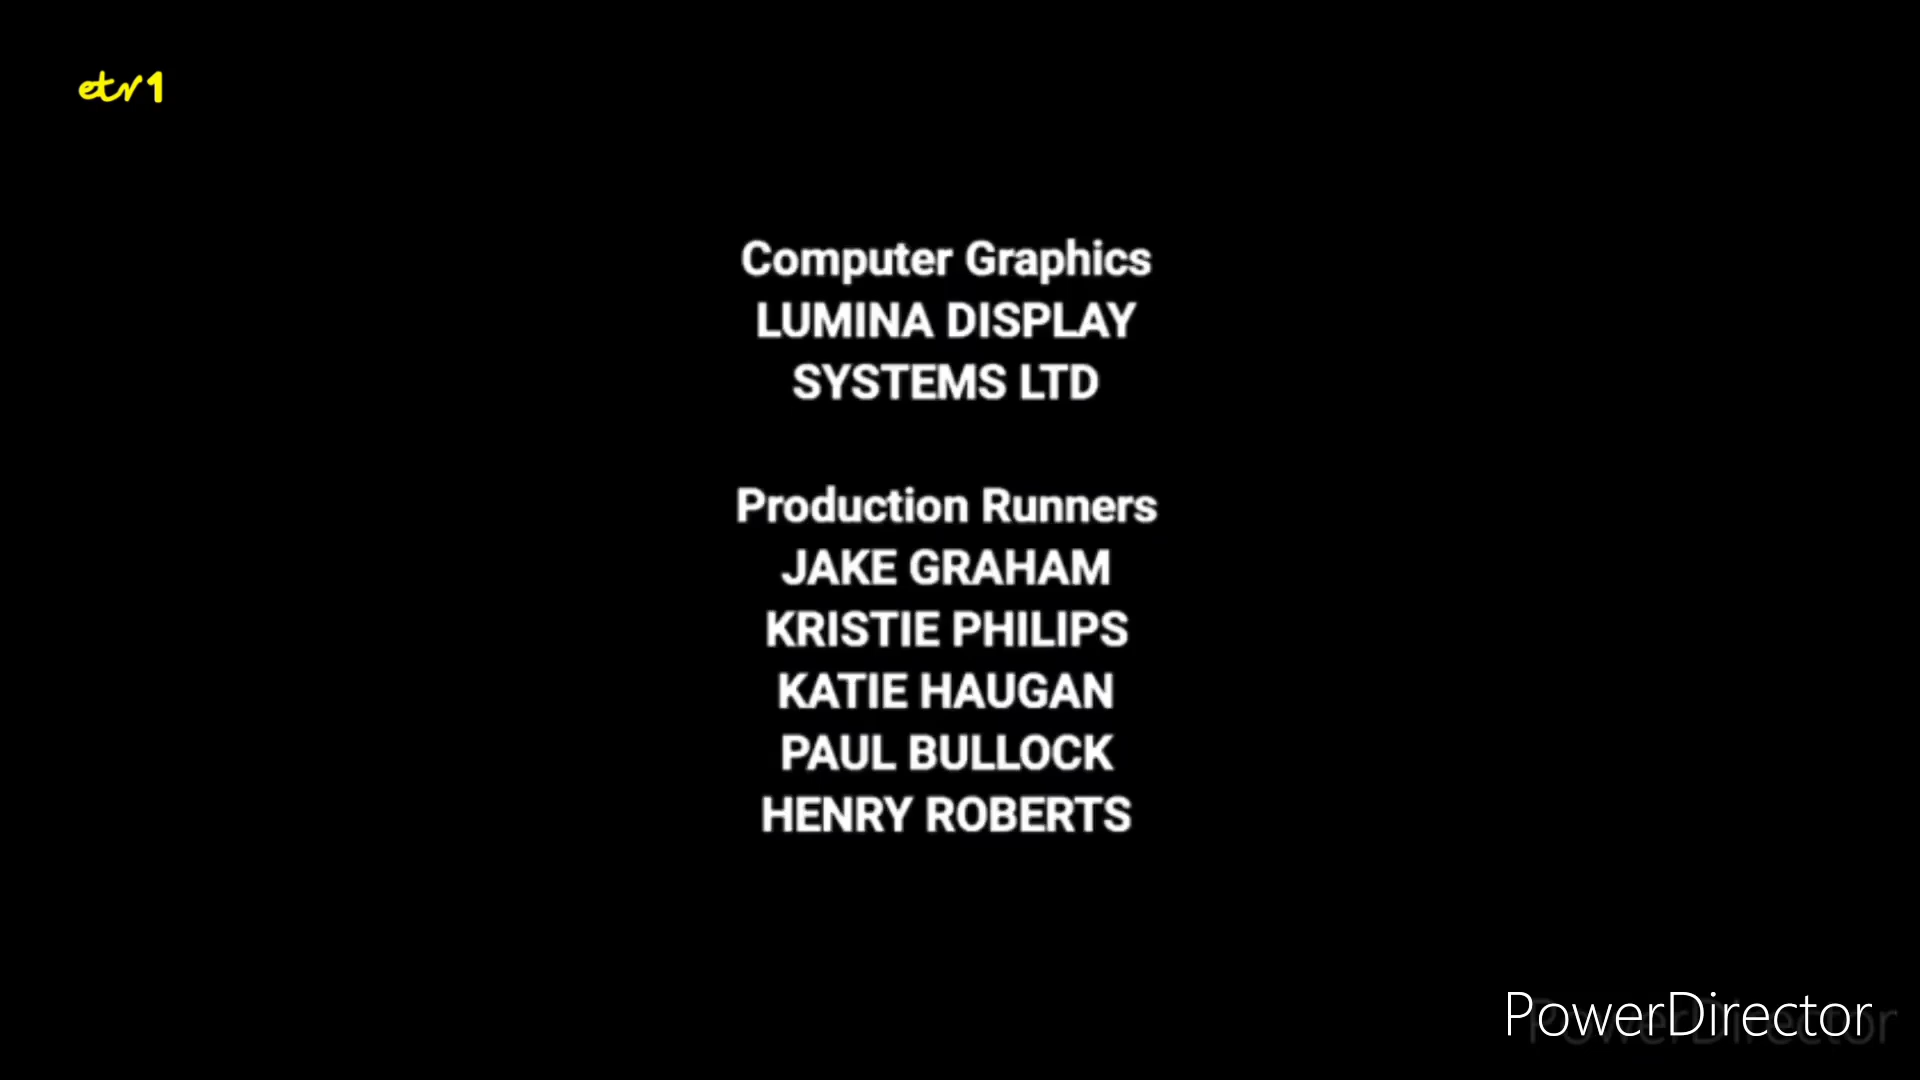 etr1
Computer Graphics
LUMINA DISPLAY
SYSTEMS LTD
Production Runners
JAKE GRAHAM
KRISTIE PHILIPS
KATIE HAUGAN
PAUL BULLOCK
HENRY ROBERTS
PowerDirector